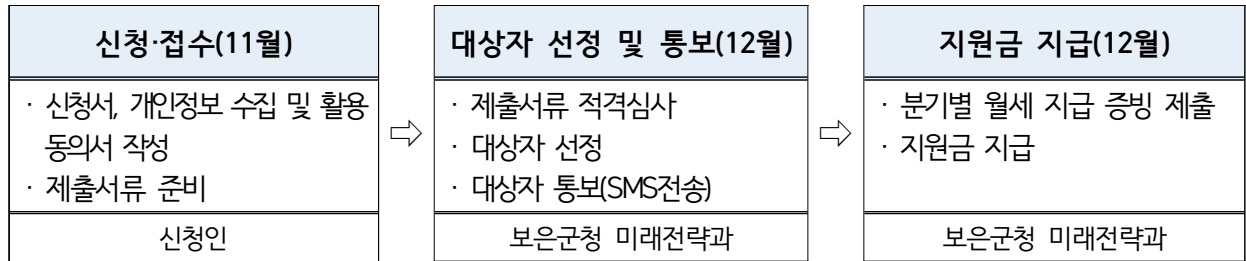 신청·접수(11월)
· 신청서, 개인정보 수집 및 활용
동의서 작성
· 제출서류 준비
신청인
⇨
대상자 선정 및 통보(12월)
· 제출서류 적격심사
· 대상자 선정
· 대상자 통보(SMS전송)
보은군청 미래전략과
⇨
지원금 지급(12월)
· 분기별 월세 지급 증빙 제출
· 지원금 지급
보은군청 미래전략과